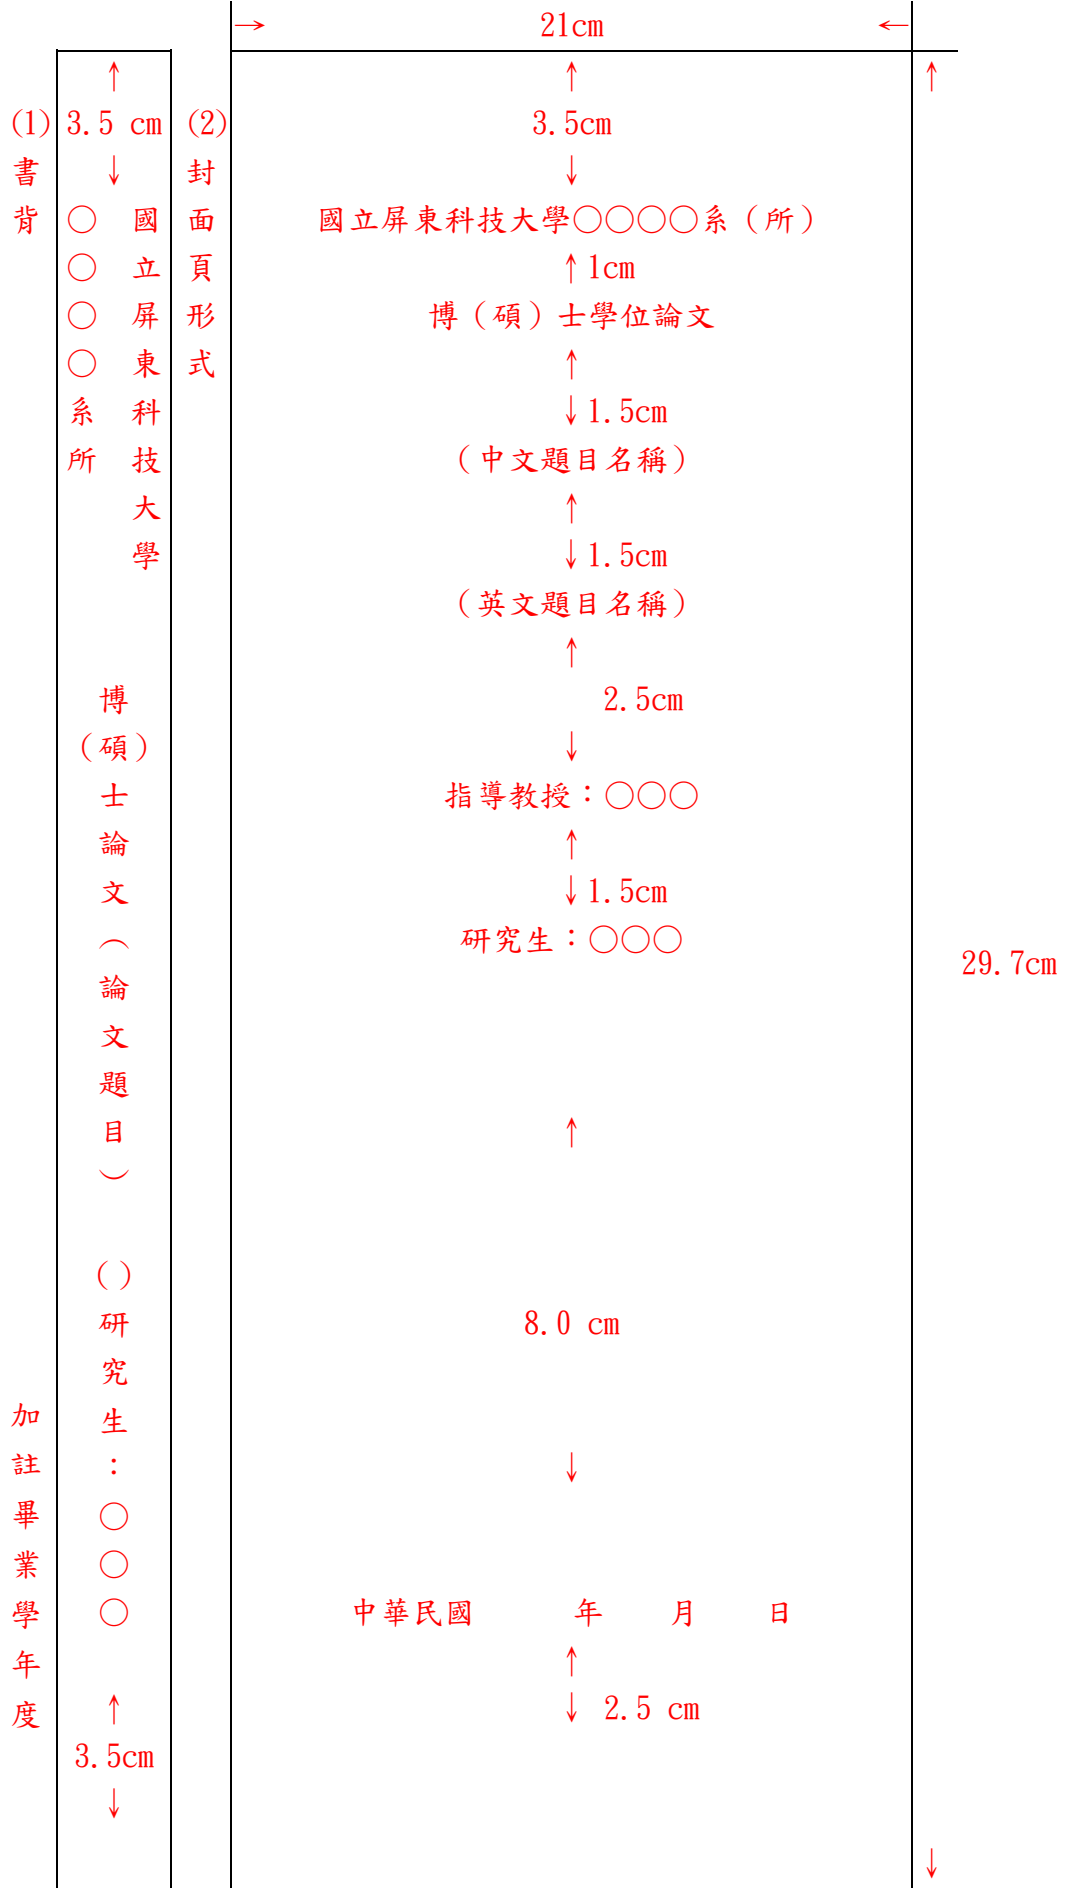 → 21cm ←
(1)書背
↑
3.5 cm
↓
國立屏東科技大學
○○○○系所
博（碩）士論文（論文題目）
( )研究生：○○○
↑
3.5cm
↓
加註畢業學年度
(2)封面頁形式
↑
3.5cm
↓
國立屏東科技大學○○○○系（所）
↑1cm
博（碩）士學位論文
↑
↓1.5cm
（中文題目名稱）
↑
↓1.5cm
（英文題目名稱）
↑
2.5cm
↓
指導教授：○○○
↑
↓1.5cm
研究生：○○○
↑
8.0 cm
↓
中華民國 年 月 日
↑
↓ 2.5 cm
↑
29.7cm
↓